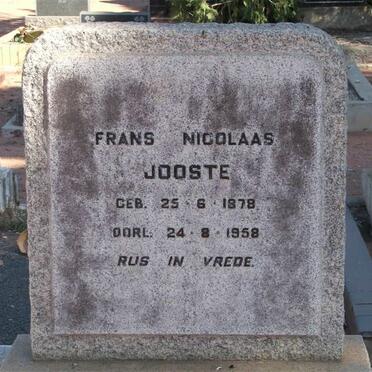 FRANS NICOLAAS
JOOSTE
GEB. 25·6·1878
OORL. 24·8·1958
RUS IN VREDE.